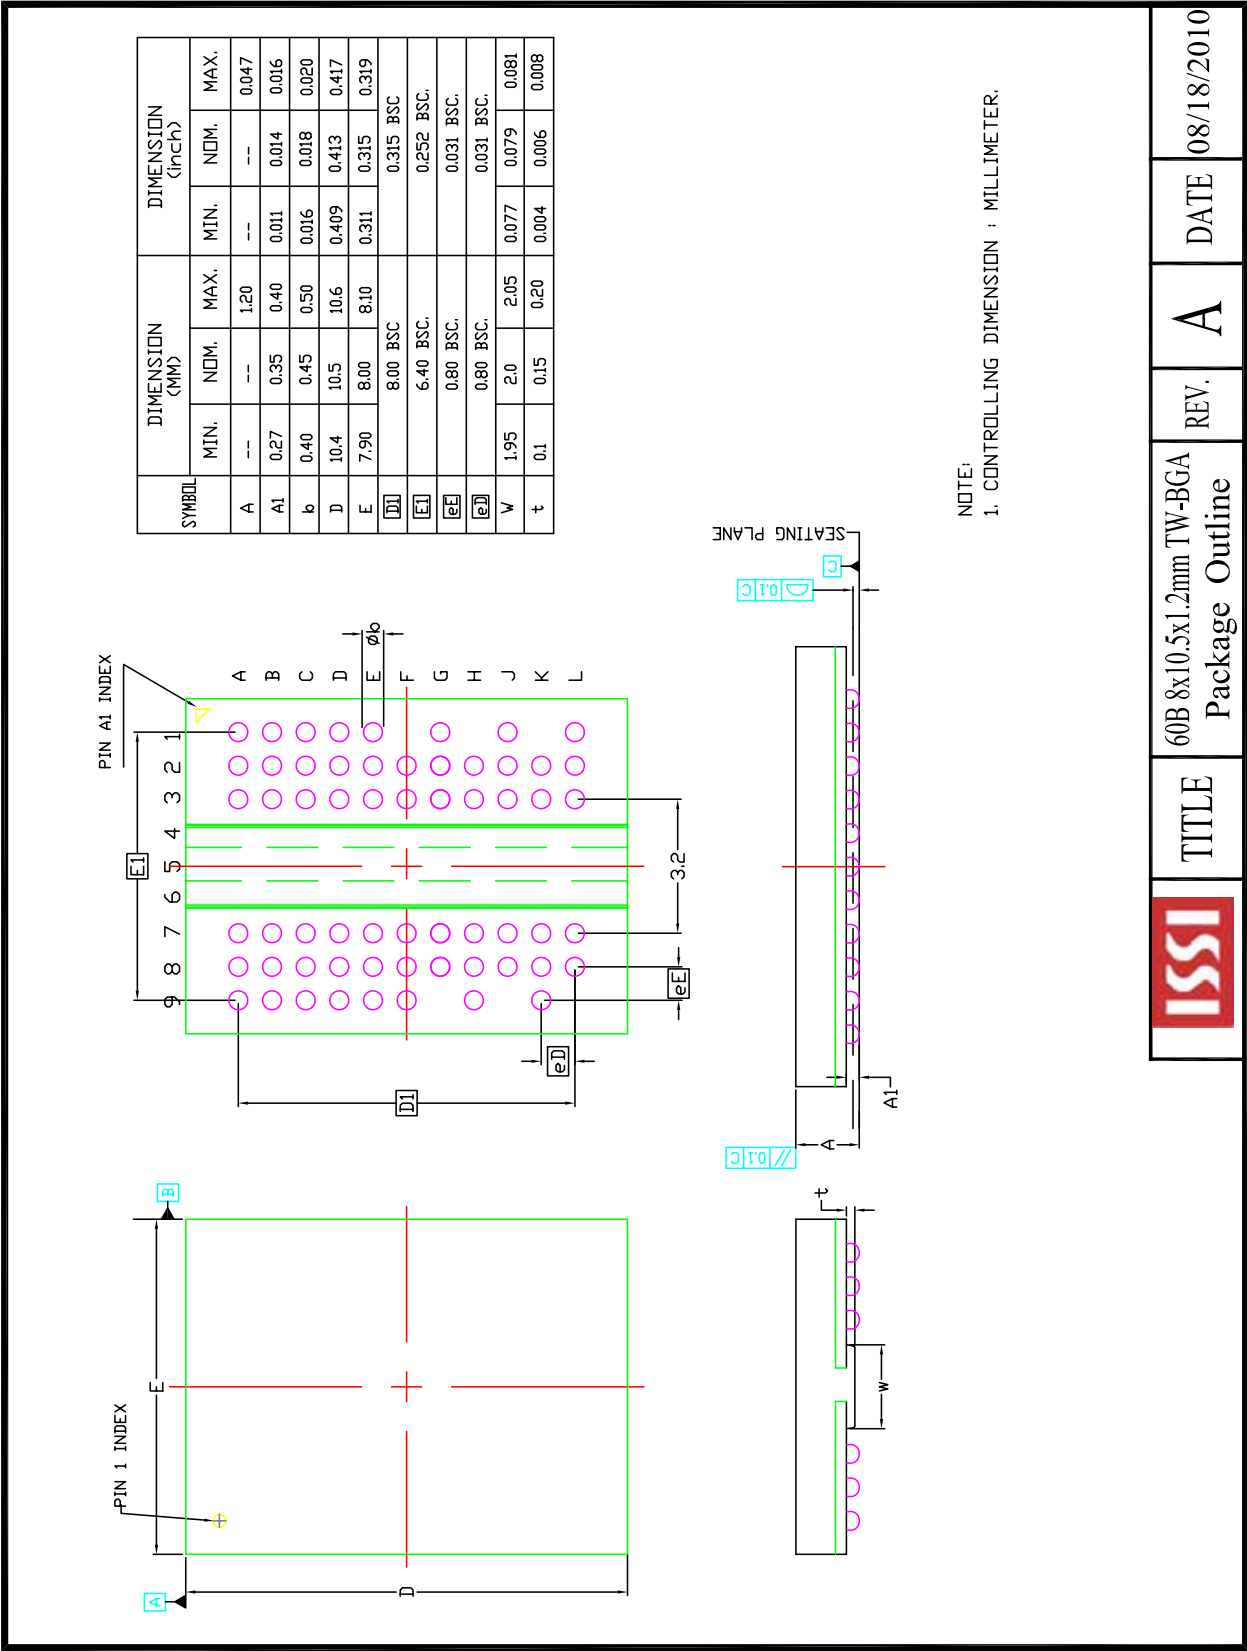 SYMBOL DIMENSION (MM) DIMENSION (inch)
MIN. NOM. MAX. MIN. NOM. MAX.
A -- -- 1.20 -- -- 0.047
A1 0.27 0.35 0.40 0.011 0.014 0.016
b 0.40 0.45 0.50 0.016 0.018 0.020
D 10.4 10.5 10.6 0.409 0.413 0.417
E 7.90 8.00 8.10 0.311 0.315 0.319
D1 8.00 BSC 0.315 BSC
E1 6.40 BSC. 0.252 BSC.
eE 0.80 BSC. 0.031 BSC.
eD 0.80 BSC. 0.031 BSC.
W 1.95 2.0 2.05 0.077 0.079 0.081
t 0.1 0.15 0.20 0.004 0.006 0.008
PIN 1 INDEX
E
D
A
B
PIN A1 INDEX
E1
9 8 7 6 5 4 3 2 1
A
B
C
D
E
F
G
H
J
K
L
øb
D1
eD
eE
3.2
// 0.1 C
A
A1
0.1 C
C
SEATING PLANE
t
w
NOTE:
1. CONTROLLING DIMENSION : MILLIMETER.
ISSI
TITLE
60B 8x10.5x1.2mm TW-BGA
Package Outline
REV.
A
DATE
08/18/2010